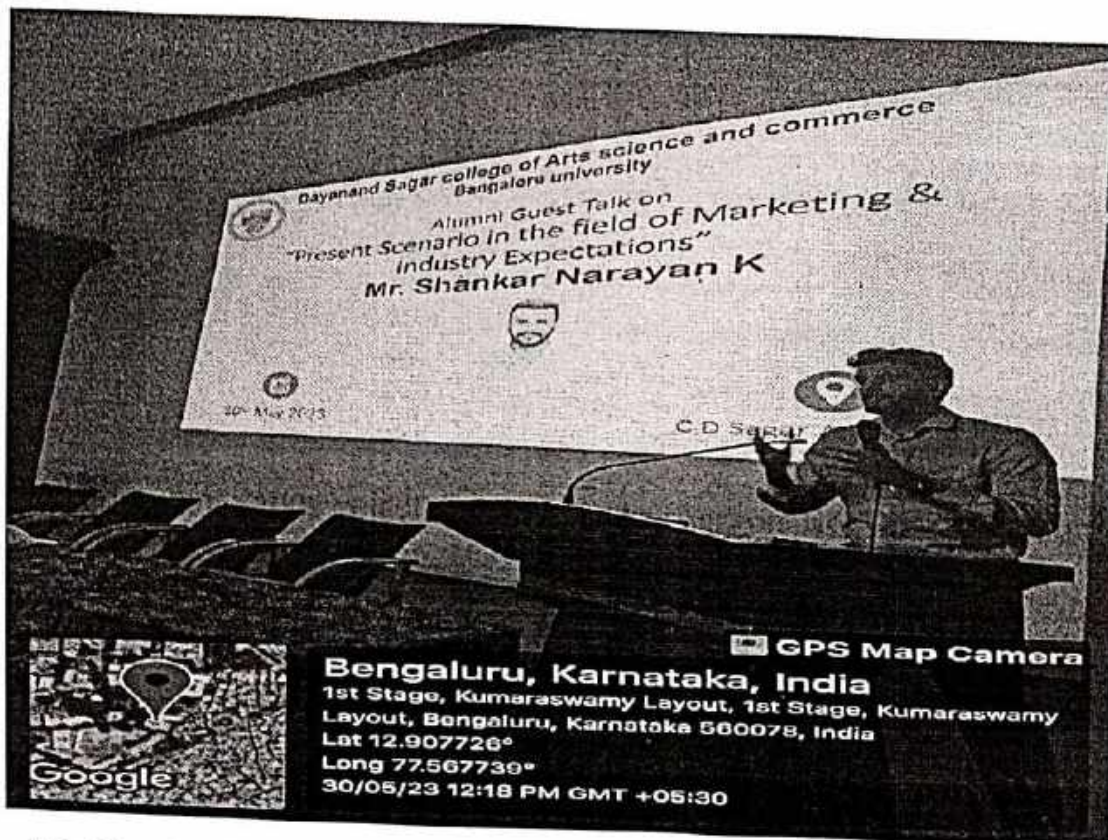 Dayanand Sagar college of Arts science and commerce
Bangalore university
Alumni Guest Talk on
"Present Scenario in the field of Marketing &
industry Expectations"
Mr. Shankar Narayan K
May 2023
C.D Sagar
GPS Map Camera
Bengaluru, Karnataka, India
1st Stage, Kumaraswamy Layout, 1st Stage, Kumaraswamy
Layout, Bengaluru, Karnataka 560078, India
Lat 12.907726°
Long 77.567739°
30/05/23 12:18 PM GMT +05:30
Google